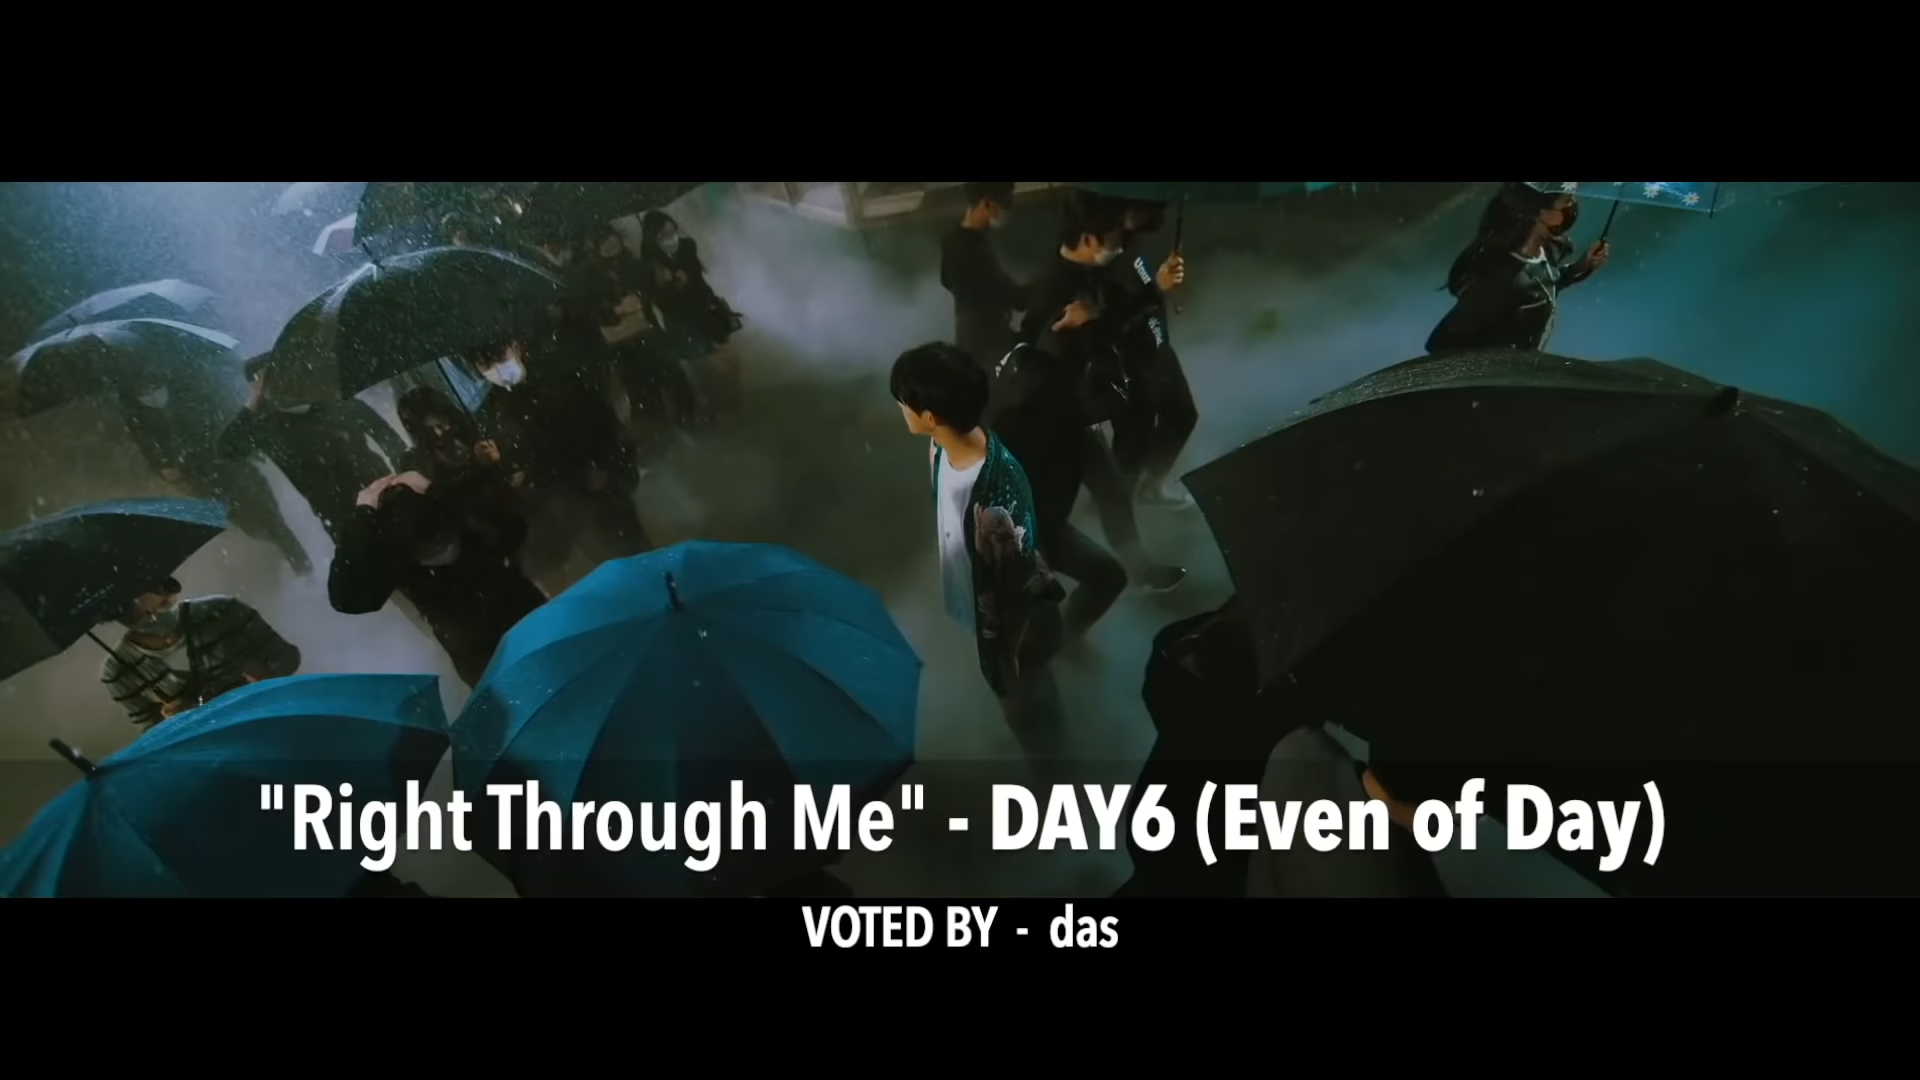 "Right Through Me" - DAY6 (Even of Day)
VOTED BY - das